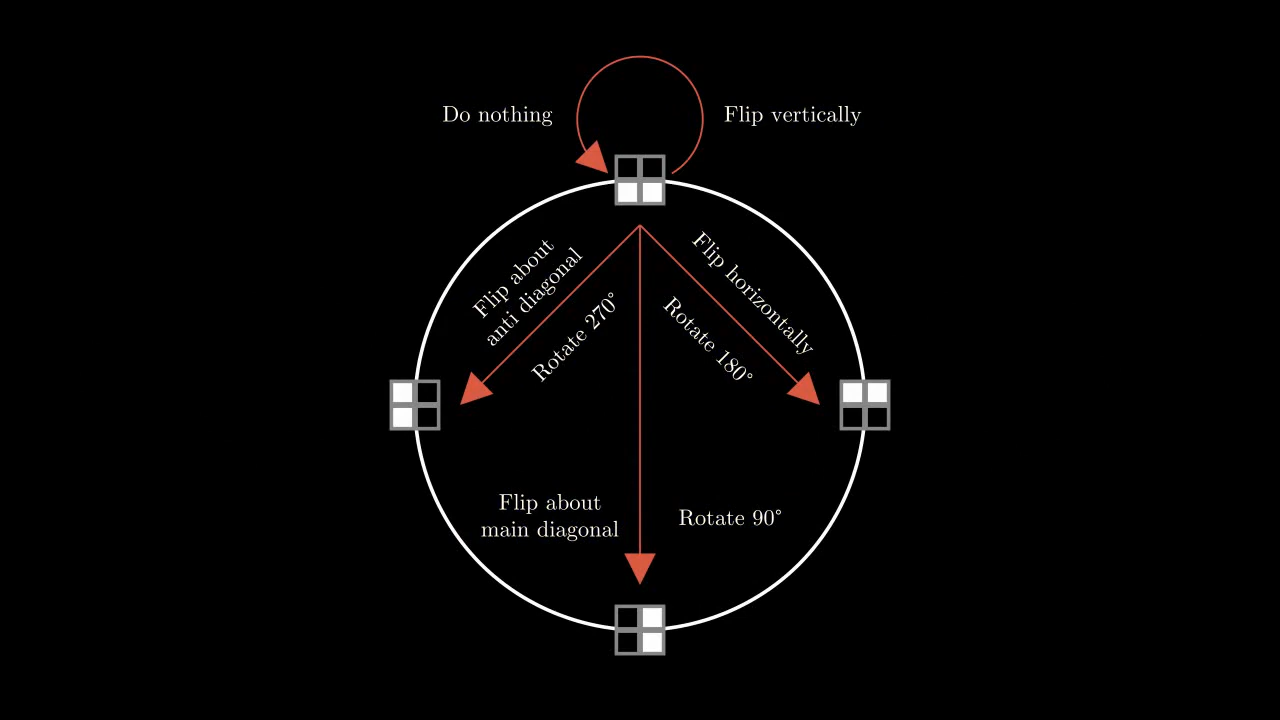 Do nothing
Flip vertically
Flip about
anti diagonal
Rotate 270°
Flip horizontally
Rotate 180°
Flip about
main diagonal
Rotate 90°